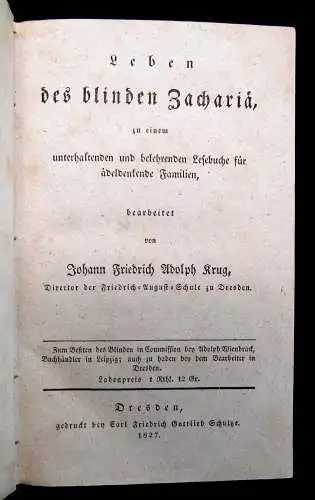 Leben
des blinden Zachariä,
zu einem
unterhaltenden und belehrenden Lesebuche für
ädeldenkende Familien,
bearbeitet
von
Johann Friedrich Adolph Krug,
Director der Friedrich-August-Schule zu Dresden.
Zum Beßten des Blinden in Commission bey Adolph Wienbrack,
Buchhändler in Leipzig; auch zu haben bey dem Bearbeiter in
Dresden.
Ladenpreis 1 Rthl. 12 Gr.
Dresden,
gedruckt bey Carl Friedrich Gottlieb Schulze.
1827.